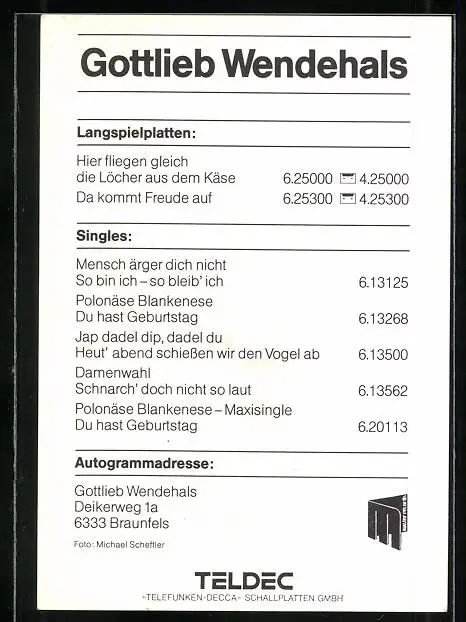 Gottlieb Wendehals
Langspielplatten:
Hier fliegen gleich
die Löcher aus dem Käse 6.25000 4.25000
Da kommt Freude auf 6.25300 4.25300
Singles:
Mensch ärger dich nicht
So bin ich – so bleib' ich 6.13125
Polonäse Blankenese
Du hast Geburtstag 6.13268
Jap dadel dip, dadel du
Heut' abend schießen wir den Vogel ab 6.13500
Damenwahl
Schnarch' doch nicht so laut 6.13562
Polonäse Blankenese – Maxisingle
Du hast Geburtstag 6.20113
Autogrammadresse:
Gottlieb Wendehals
Deikerweg 1a
6333 Braunfels
Foto: Michael Scheffler
TELDEC
»TELEFUNKEN-DECCA« SCHALLPLATTEN GMBH